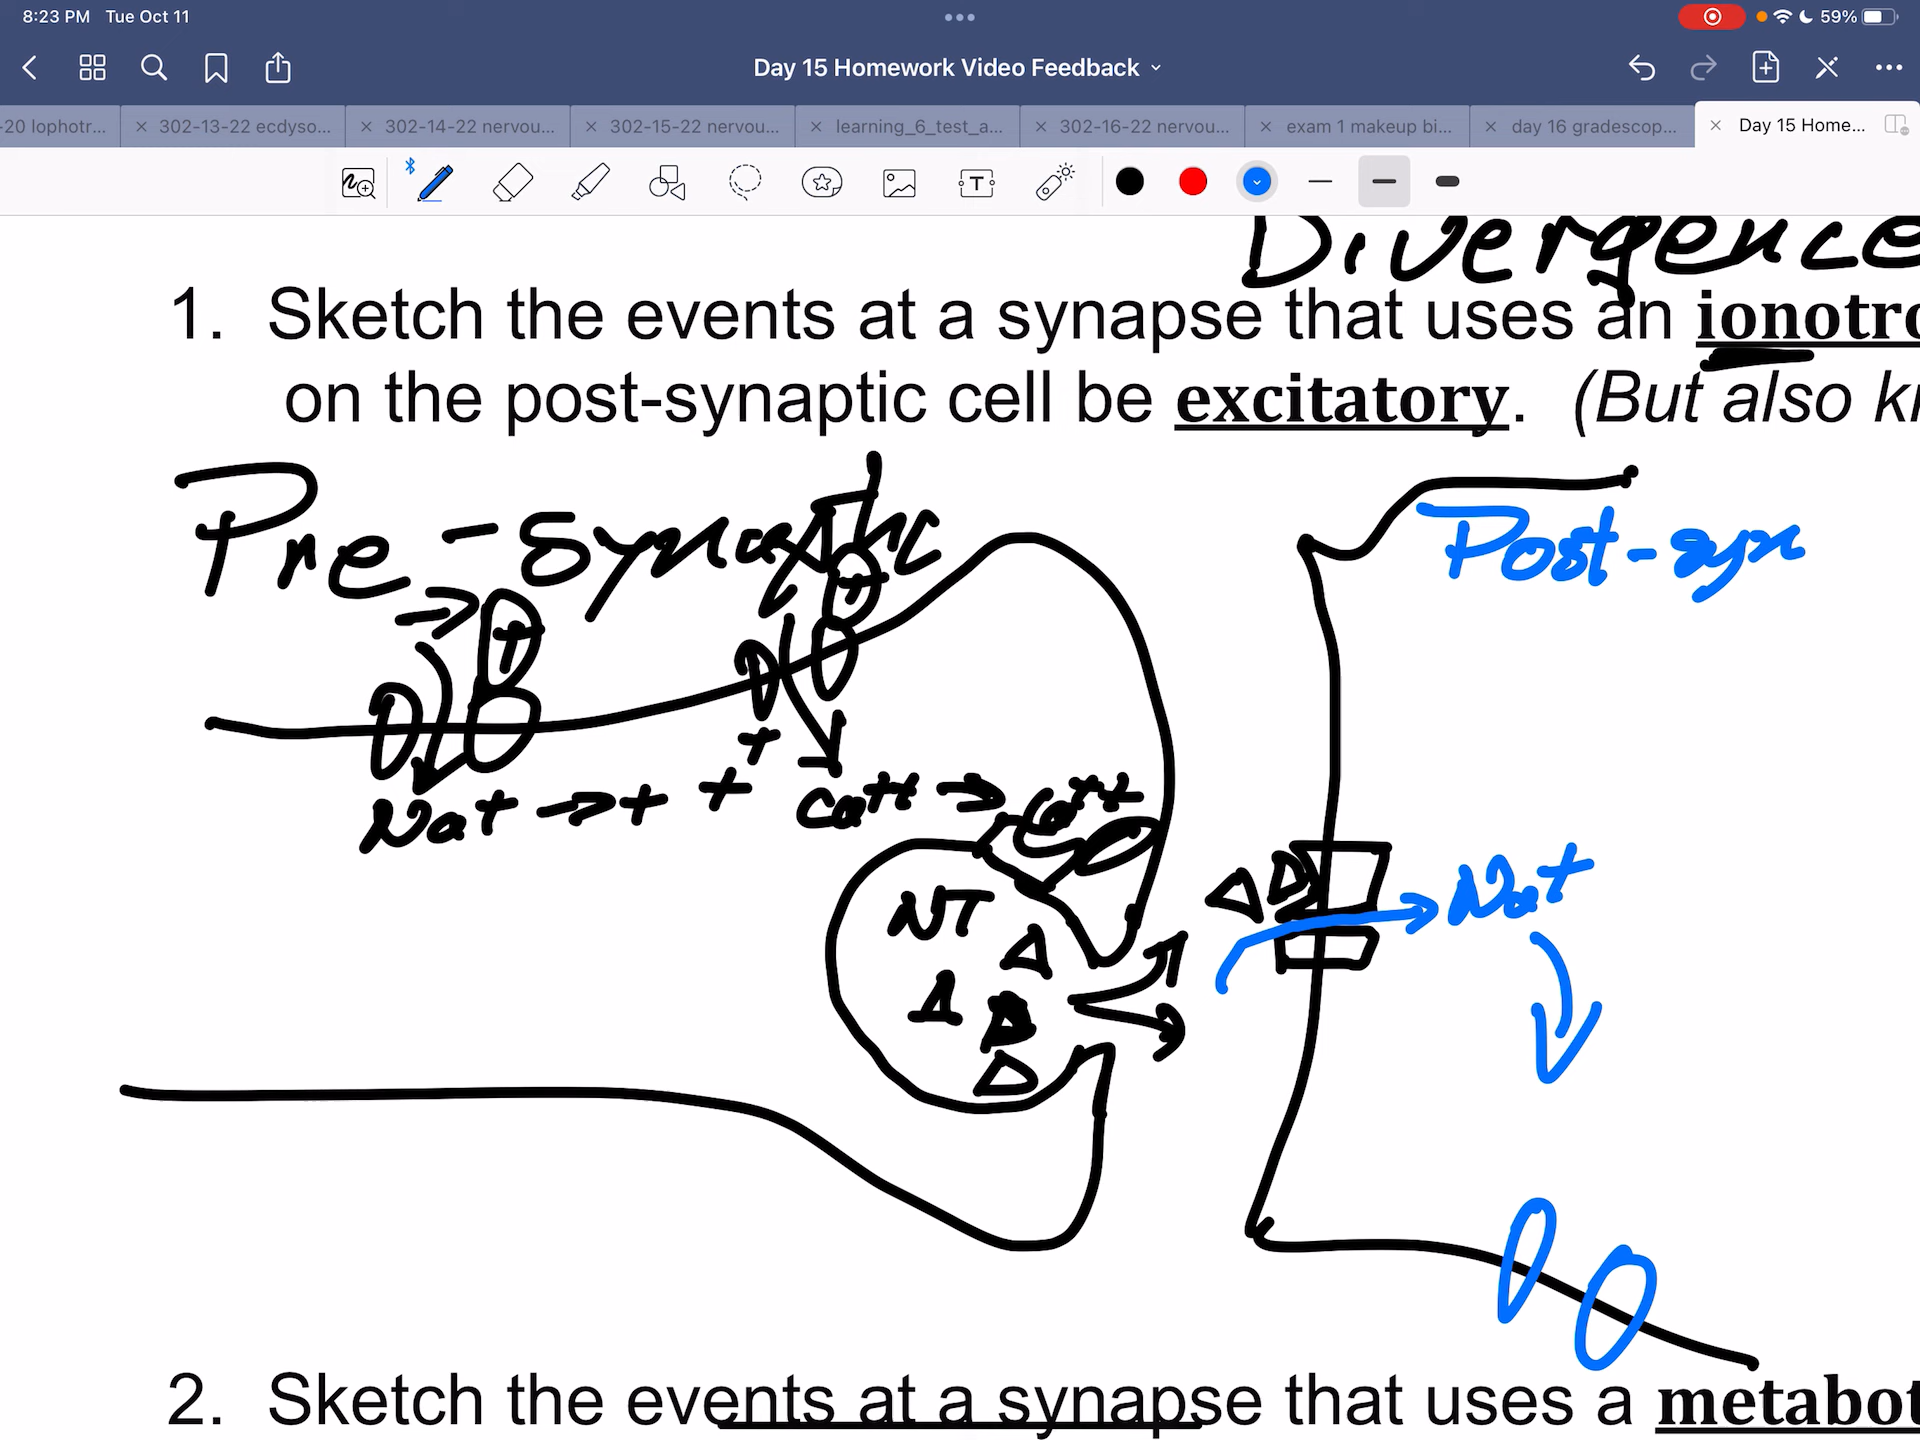 8:23 PM Tue Oct 11
59%
Day 15 Homework Video Feedback
-20 lophotr...
302-13-22 ecdyso...
302-14-22 nervou...
302-15-22 nervou...
learning_6_test_a...
302-16-22 nervou...
exam 1 makeup bi...
day 16 gradescop...
Day 15 Home...
Divergence
1. Sketch the events at a synapse that uses an ionotro
on the post-synaptic cell be excitatory. (But also k
Pre-Synaptic
Post-syn
+
+
+
Na+ → + + Ca++ → Ca++
NT
Na+
2. Sketch the events at a synapse that uses a metabot